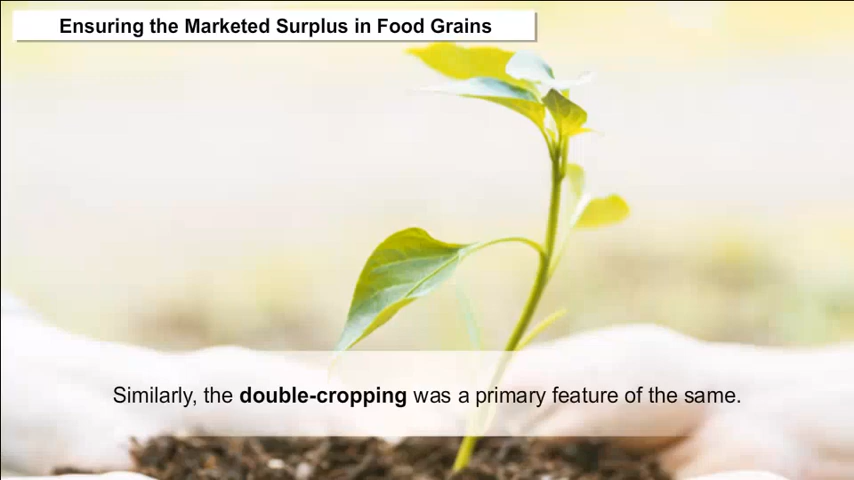 Ensuring the Marketed Surplus in Food Grains
Similarly, the double-cropping was a primary feature of the same.